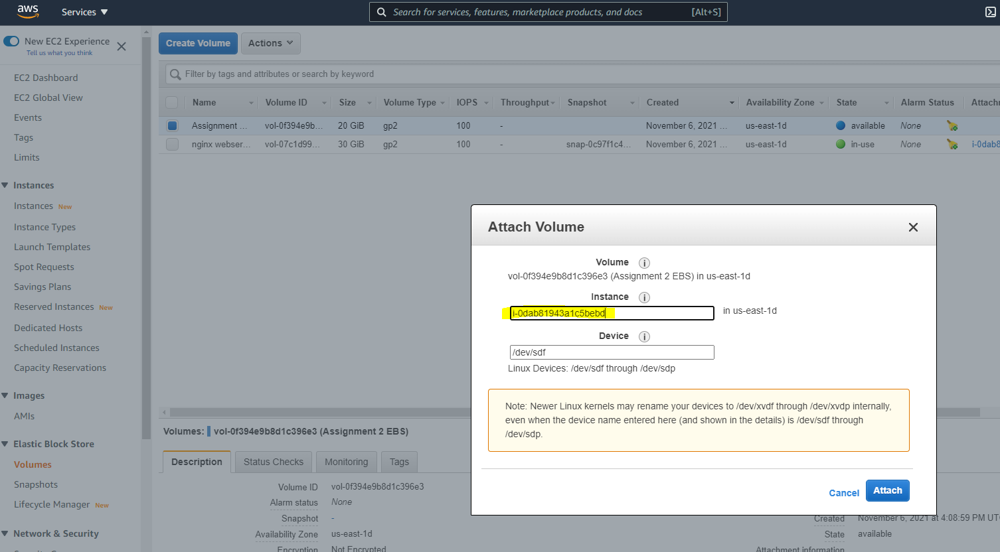 aws Services Search for services, features, marketplace products, and docs [Alt+S]
New EC2 Experience
Tell us what you think
EC2 Dashboard
EC2 Global View
Events
Tags
Limits
Instances
Instances New
Instance Types
Launch Templates
Spot Requests
Savings Plans
Reserved Instances New
Dedicated Hosts
Scheduled Instances
Capacity Reservations
Images
AMIs
Elastic Block Store
Volumes
Snapshots
Lifecycle Manager New
Network & Security
Create Volume Actions
Filter by tags and attributes or search by keyword
Name Volume ID Size Volume Type IOPS Throughput Snapshot Created Availability Zone State Alarm Status Attachm
Assignment ... vol-0f394e9b... 20 GiB gp2 100 - November 6, 2021 ... us-east-1d available None
nginx webser... vol-07c1d99... 30 GiB gp2 100 - snap-0c97f1c4... November 6, 2021 ... us-east-1d in-use None i-0dab8
Attach Volume
Volume
vol-0f394e9b8d1c396e3 (Assignment 2 EBS) in us-east-1d
Instance
i-0dab81943a1c5bebd in us-east-1d
Device
/dev/sdf
Linux Devices: /dev/sdf through /dev/sdp
Note: Newer Linux kernels may rename your devices to /dev/xvdf through /dev/xvdp internally,
even when the device name entered here (and shown in the details) is /dev/sdf through
/dev/sdp.
Cancel Attach
Volumes: vol-0f394e9b8d1c396e3 (Assignment 2 EBS)
Description Status Checks Monitoring Tags
Volume ID vol-0f394e9b8d1c396e3
Alarm status None
Snapshot -
Availability Zone us-east-1d
Encryption Not Encrypted
Created November 6, 2021 at 4:08:59 PM UT
State available
Attachment information